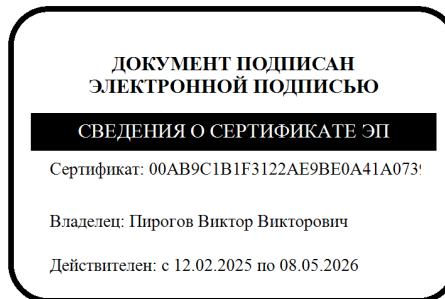 ДОКУМЕНТ ПОДПИСАН
ЭЛЕКТРОННОЙ ПОДПИСЬЮ
СВЕДЕНИЯ О СЕРТИФИКАТЕ ЭП
Сертификат: 00AB9C1B1F3122AE9BE0A41A0739
Владелец: Пирогов Виктор Викторович
Действителен: с 12.02.2025 по 08.05.2026